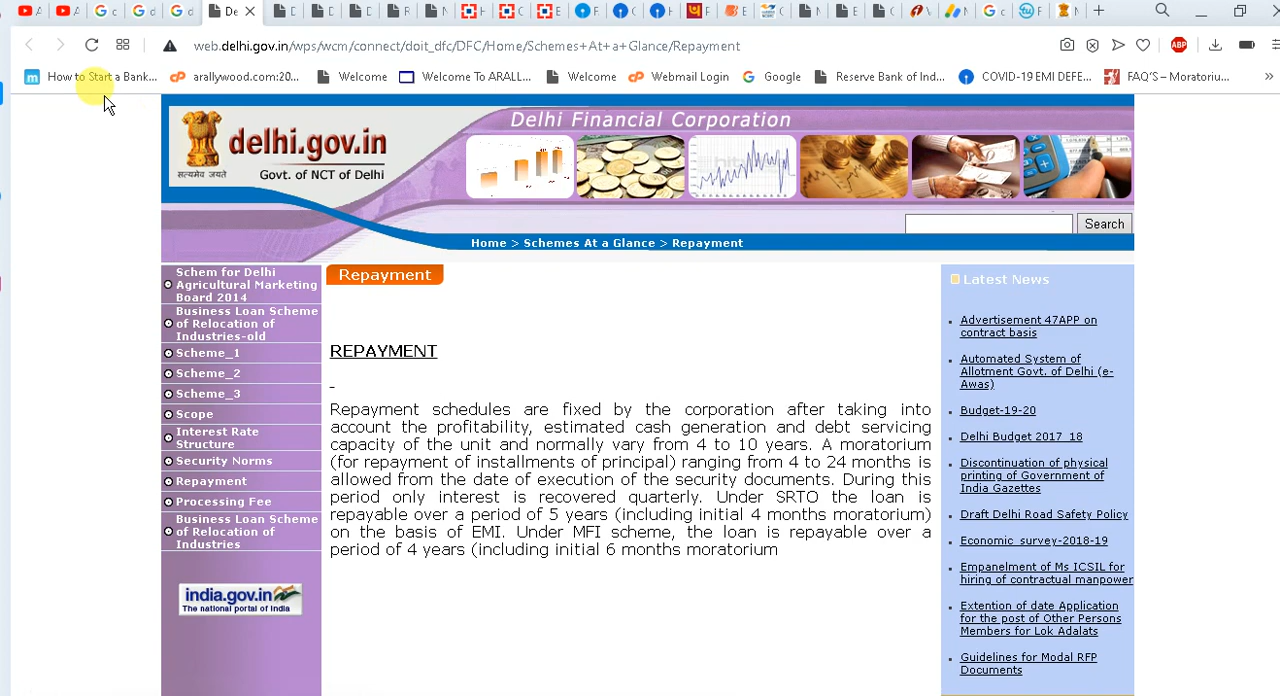 A
A
G c
G d
G d
De
D
D
D
R
N
H
C
E
F
C
H
F
E
C
N
E
C
V
N
G c
F
N
web.delhi.gov.in/wps/wcm/connect/doit_dfc/DFC/Home/Schemes+At+a+Glance/Repayment
ABP
m How to Start a Bank...
arallywood.com:20...
Welcome
Welcome To ARALL...
Welcome
Webmail Login
Google
Reserve Bank of Ind...
COVID-19 EMI DEFE...
FAQ'S – Moratoriu...
»
Delhi Financial Corporation
delhi.gov.in
सत्यमेव जयते
Govt. of NCT of Delhi
Search
Home > Schemes At a Glance > Repayment
Schem for Delhi
Agricultural Marketing
Board 2014
Business Loan Scheme
of Relocation of
Industries-old
Scheme_1
Scheme_2
Scheme_3
Scope
Interest Rate
Structure
Security Norms
Repayment
Processing Fee
Business Loan Scheme
of Relocation of
Industries
india.gov.in
The national portal of India
Repayment
REPAYMENT
Repayment schedules are fixed by the corporation after taking into
account the profitability, estimated cash generation and debt servicing
capacity of the unit and normally vary from 4 to 10 years. A moratorium
(for repayment of installments of principal) ranging from 4 to 24 months is
allowed from the date of execution of the security documents. During this
period only interest is recovered quarterly. Under SRTO the loan is
repayable over a period of 5 years (including initial 4 months moratorium)
on the basis of EMI. Under MFI scheme, the loan is repayable over a
period of 4 years (including initial 6 months moratorium
Latest News
Advertisement 47APP on
contract basis
Automated System of
Allotment Govt. of Delhi (e-
Awas)
Budget-19-20
Delhi Budget 2017_18
Discontinuation of physical
printing of Government of
India Gazettes
Draft Delhi Road Safety Policy
Economic_survey-2018-19
Empanelment of Ms ICSIL for
hiring of contractual manpower
Extention of date Application
for the post of Other Persons
Members for Lok Adalats
Guidelines for Modal RFP
Documents